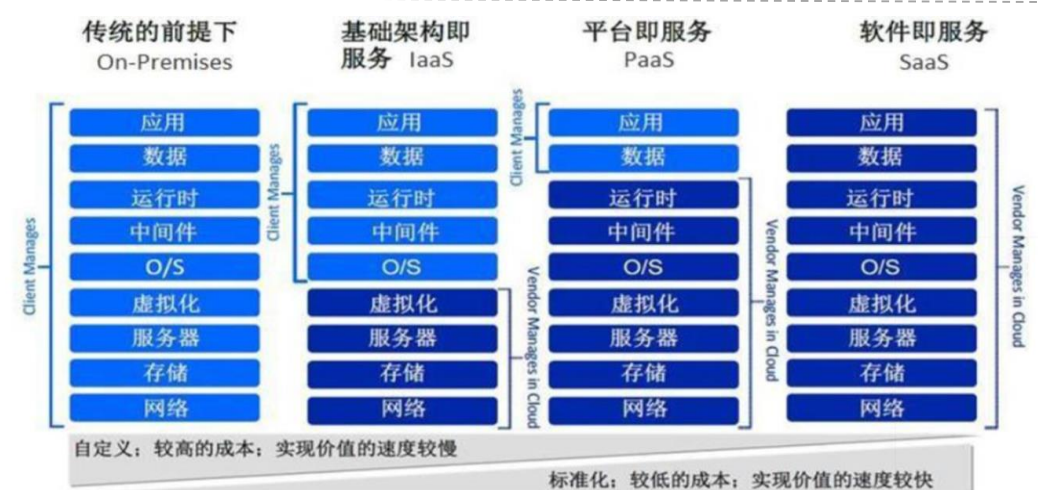 传统的前提下
On-Premises
基础架构即
服务 IaaS
平台即服务
PaaS
软件即服务
SaaS
Client Manages
应用
数据
运行时
中间件
O/S
虚拟化
服务器
存储
网络
Client Manages
应用
数据
运行时
中间件
O/S
虚拟化
服务器
存储
网络
Vendor Manages in Cloud
Client Manages
应用
数据
运行时
中间件
O/S
虚拟化
服务器
存储
网络
Vendor Manages in Cloud
应用
数据
运行时
中间件
O/S
虚拟化
服务器
存储
网络
Vendor Manages in Cloud
自定义；较高的成本；实现价值的速度较慢
标准化；较低的成本；实现价值的速度较快